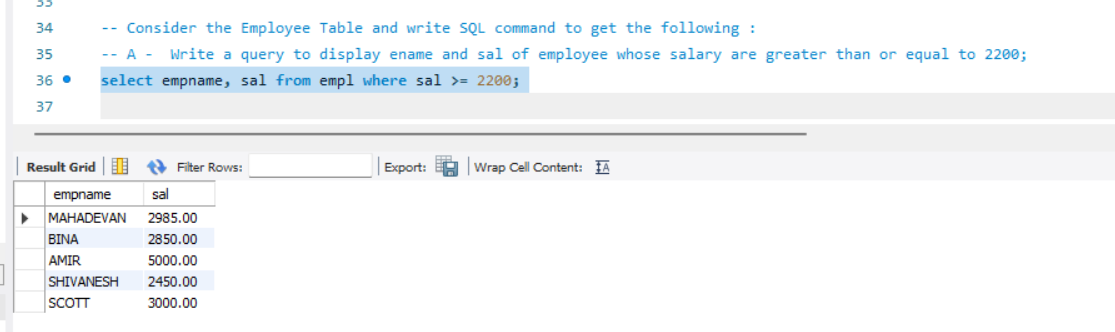 33
34 -- Consider the Employee Table and write SQL command to get the following :
35 -- A -  Write a query to display ename and sal of employee whose salary are greater than or equal to 2200;
36 select empname, sal from empl where sal >= 2200;
37
Result Grid Filter Rows: Export: Wrap Cell Content: IA
empname sal
MAHADEVAN 2985.00
BINA 2850.00
AMIR 5000.00
SHIVANESH 2450.00
SCOTT 3000.00